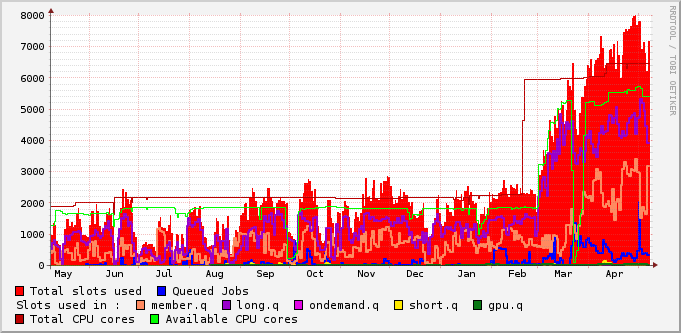 8000
7000
6000
5000
4000
3000
2000
1000
0
May Jun Jul Aug Sep Oct Nov Dec Jan Feb Mar Apr
RRDTOOL / TOBI OETIKER
Total slots used Queued Jobs
Slots used in : member.q long.q ondemand.q short.q gpu.q
Total CPU cores Available CPU cores